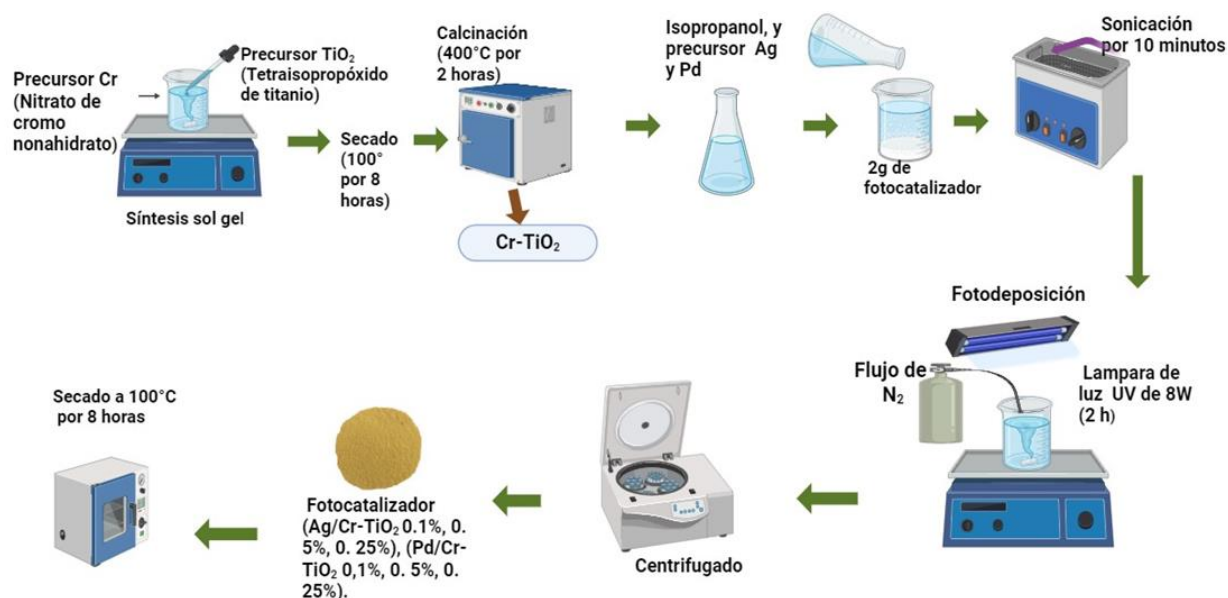 Precursor Cr
(Nitrato de
cromo
nonahidrato)
Precursor TiO₂
(Tetraisopropóxido
de titanio)
Síntesis sol gel
Secado
(100°
por 8
horas)
Calcinación
(400°C por
2 horas)
Cr-TiO₂
Isopropanol, y
precursor Ag
y Pd
2g de
fotocatalizador
Sonicación
por 10 minutos
Fotodeposición
Flujo de
N₂
Lampara de
luz UV de 8W
(2 h)
Centrifugado
Fotocatalizador
(Ag/Cr-TiO₂ 0.1%, 0.
5%, 0. 25%), (Pd/Cr-
TiO₂ 0,1%, 0. 5%, 0.
25%).
Secado a 100°C
por 8 horas